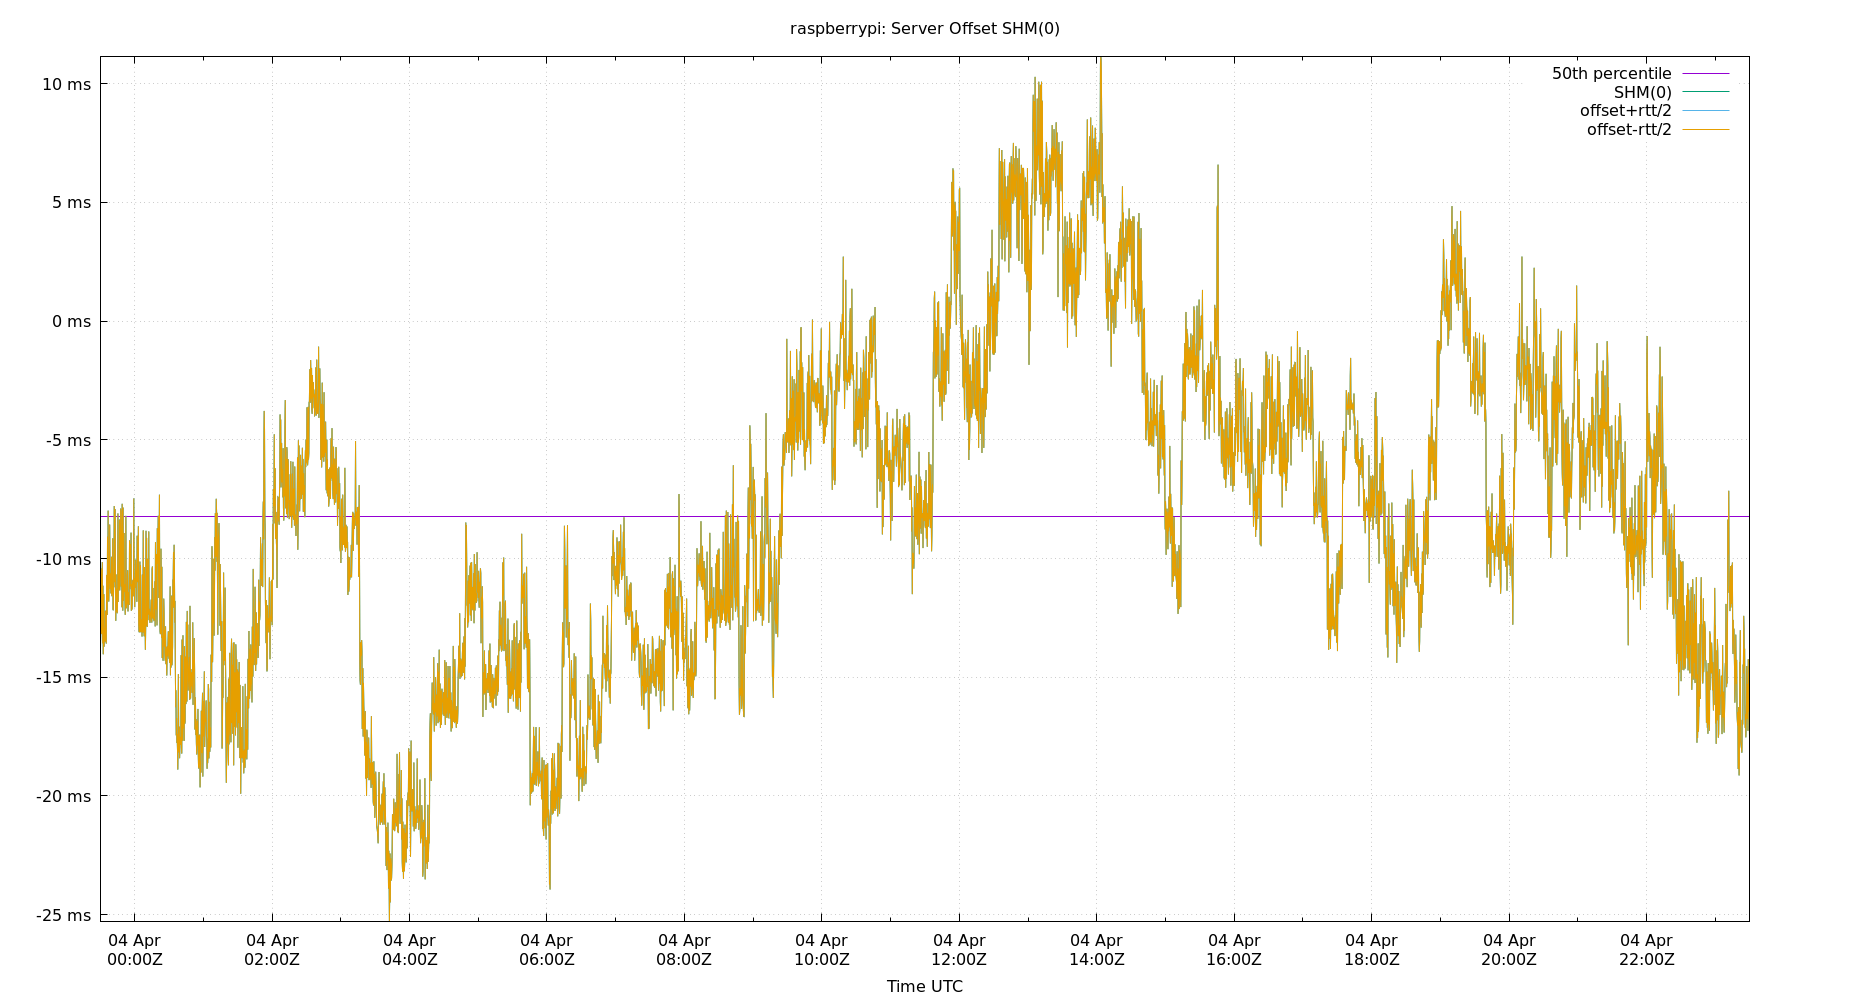 raspberrypi: Server Offset SHM(0)
50th percentile
SHM(0)
offset+rtt/2
offset-rtt/2
10 ms
5 ms
0 ms
-5 ms
-10 ms
-15 ms
-20 ms
-25 ms
04 Apr 04 Apr 04 Apr 04 Apr 04 Apr 04 Apr 04 Apr 04 Apr 04 Apr 04 Apr 04 Apr 04 Apr
00:00Z 02:00Z 04:00Z 06:00Z 08:00Z 10:00Z 12:00Z 14:00Z 16:00Z 18:00Z 20:00Z 22:00Z
Time UTC